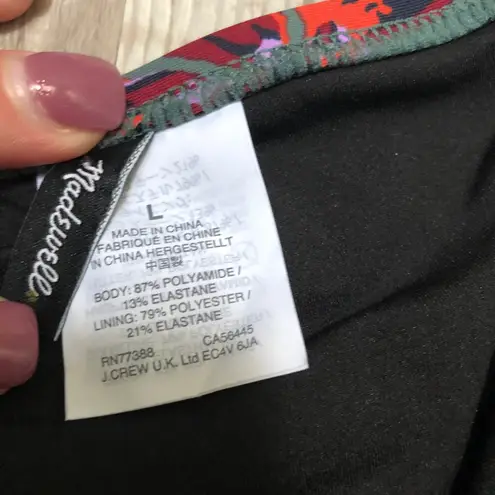 Madewell
L
MADE IN CHINA
FABRIQUÉ EN CHINE
IN CHINA HERGESTELLT
中国製
BODY: 87% POLYAMIDE /
13% ELASTANE
LINING: 79% POLYESTER /
21% ELASTANE
RN77388 CA56445
J.CREW U.K. Ltd EC4V 6JA